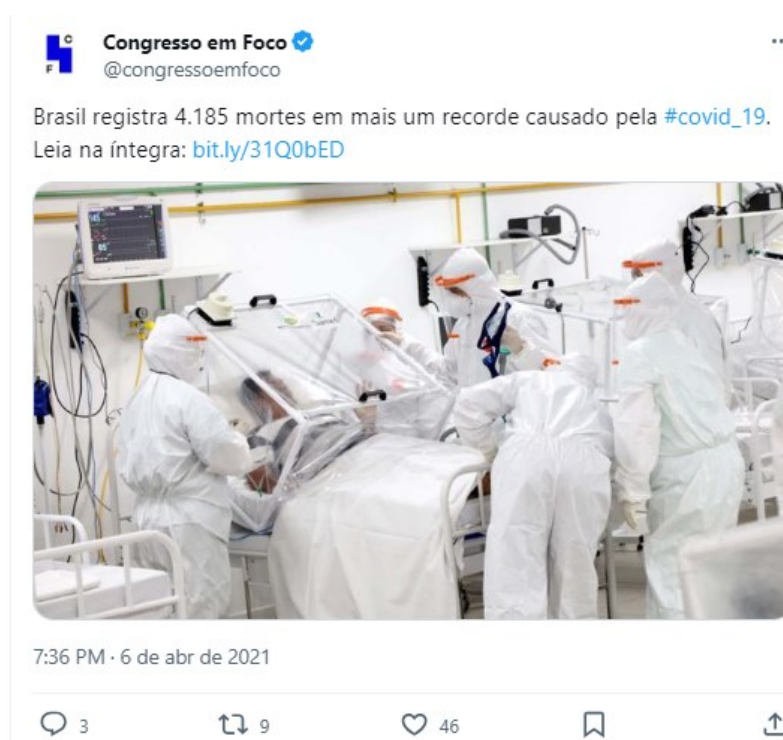 Congresso em Foco
@congressoemfoco
Brasil registra 4.185 mortes em mais um recorde causado pela #covid_19.
Leia na íntegra: bit.ly/31Q0bED
7:36 PM · 6 de abr de 2021
3 9 46